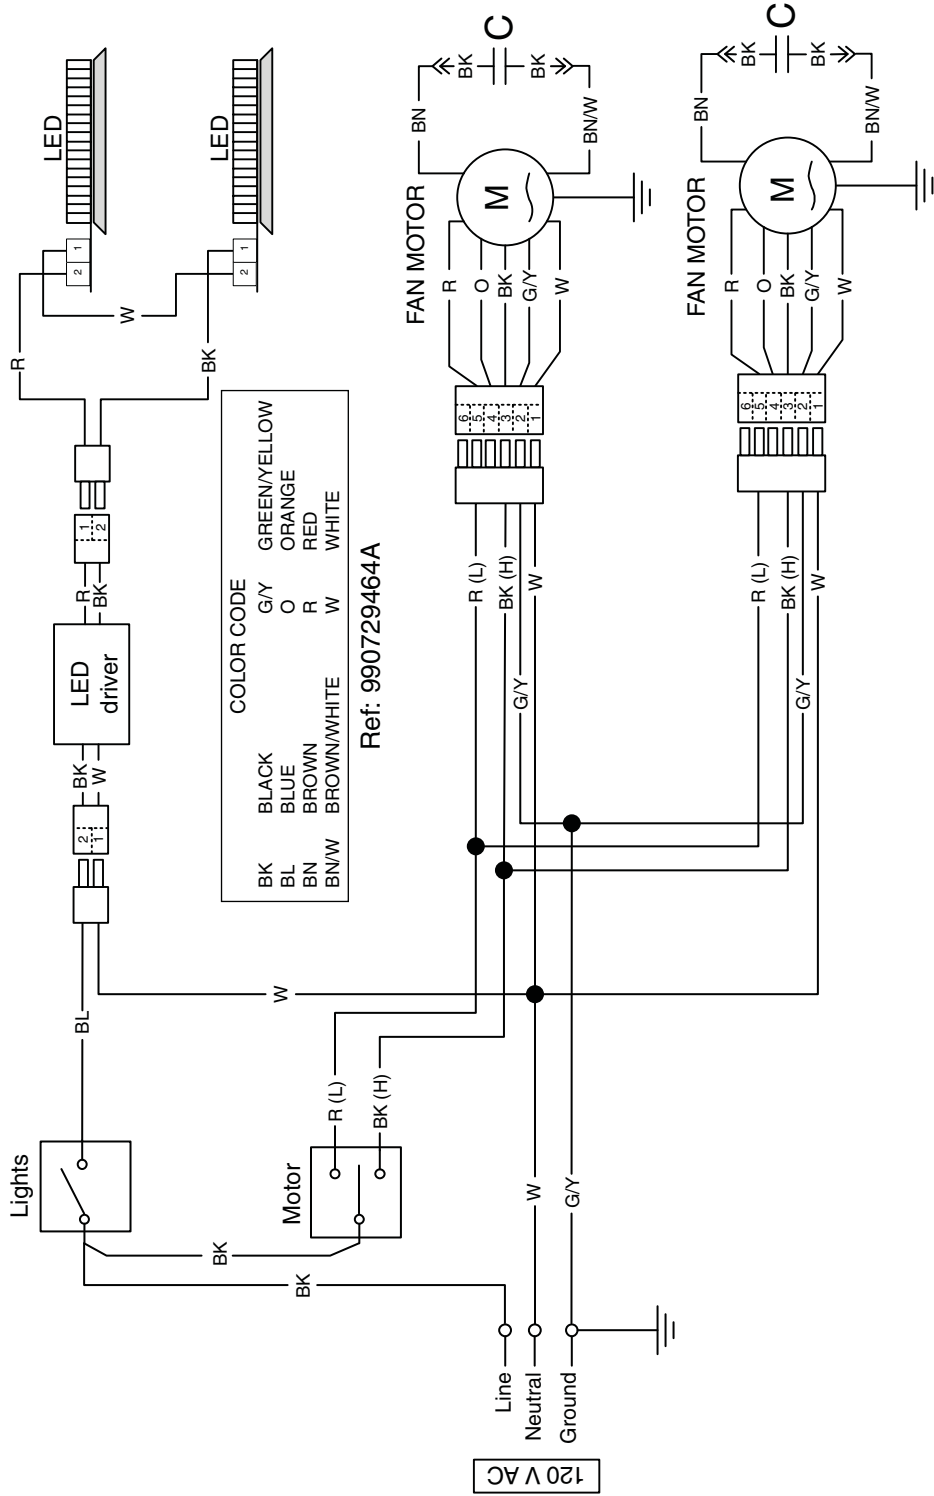 LED
LED
1
2
1
2
W
R
BK
1
2
R
BK
LED
driver
BK
W
2
1
BL
W
Lights
Motor
BK
BK
R (L)
BK (H)
COLOR CODE
BK BLACK G/Y GREEN/YELLOW
BL BLUE O ORANGE
BN BROWN R RED
BN/W BROWN/WHITE W WHITE
Ref: 990729464A
FAN MOTOR
M
C
BN
BK
BK
BN/W
R
O
BK
G/Y
W
6
5
4
3
2
1
R (L)
BK (H)
G/Y
W
FAN MOTOR
M
C
BN
BK
BK
BN/W
R
O
BK
G/Y
W
6
5
4
3
2
1
R (L)
BK (H)
G/Y
W
W
G/Y
Line
Neutral
Ground
120 V AC